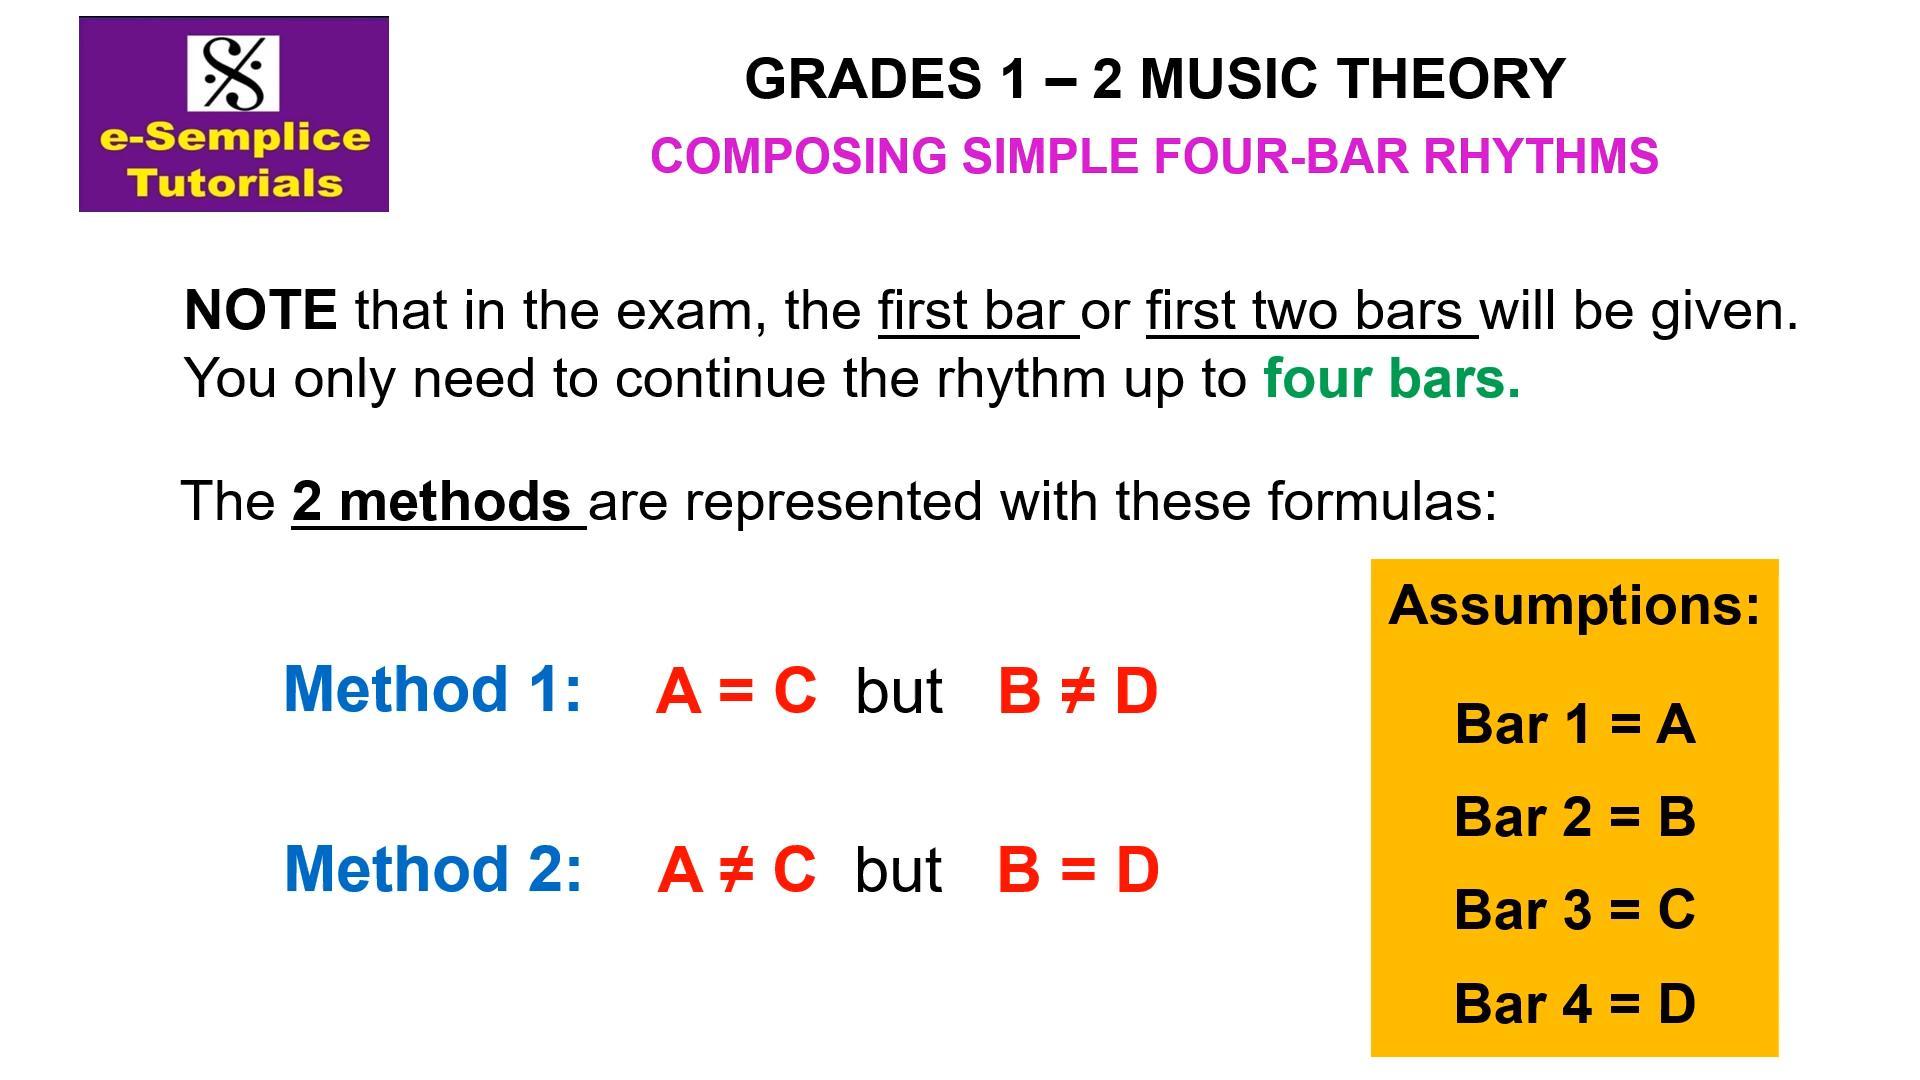 e-Semplice
Tutorials
GRADES 1 – 2 MUSIC THEORY
COMPOSING SIMPLE FOUR-BAR RHYTHMS
NOTE that in the exam, the first bar or first two bars will be given.
You only need to continue the rhythm up to four bars.
The 2 methods are represented with these formulas:
Method 1: A = C but B ≠ D
Method 2: A ≠ C but B = D
Assumptions:
Bar 1 = A
Bar 2 = B
Bar 3 = C
Bar 4 = D